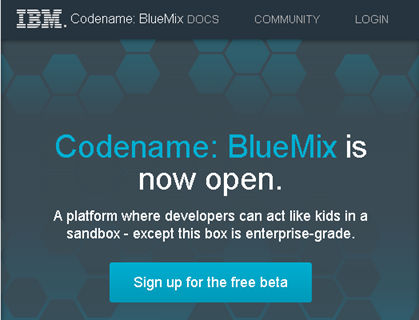 IBM. Codename: BlueMix DOCS COMMUNITY LOGIN
Codename: BlueMix is
now open.
A platform where developers can act like kids in a
sandbox - except this box is enterprise-grade.
Sign up for the free beta